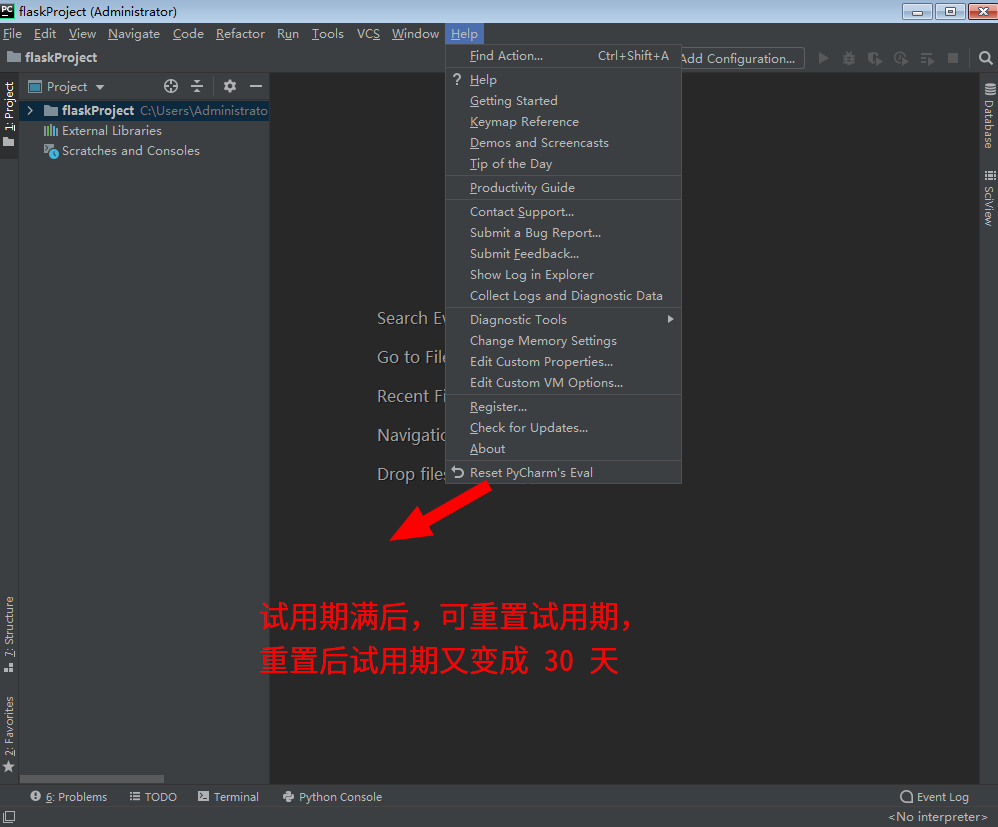 PC flaskProject (Administrator)
File Edit View Navigate Code Refactor Run Tools VCS Window Help
flaskProject
Add Configuration...
Find Action... Ctrl+Shift+A
? Help
Getting Started
Keymap Reference
Demos and Screencasts
Tip of the Day
Productivity Guide
Contact Support...
Submit a Bug Report...
Submit Feedback...
Show Log in Explorer
Collect Logs and Diagnostic Data
Diagnostic Tools
Change Memory Settings
Edit Custom Properties...
Edit Custom VM Options...
Register...
Check for Updates...
About
Reset PyCharm's Eval
1: Project
Project
flaskProject C:\Users\Administrato
External Libraries
Scratches and Consoles
Search Ev
Go to File
Recent Fi
Navigatio
Drop files
Database
SciView
试用期满后，可重置试用期，
重置后试用期又变成 30 天
7: Structure
2: Favorites
6: Problems TODO Terminal Python Console Event Log
<No interpreter>